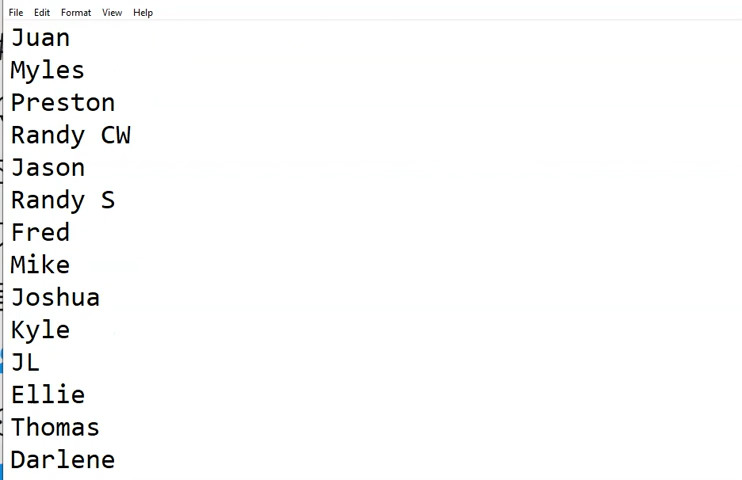 File Edit Format View Help
Juan
Myles
Preston
Randy CW
Jason
Randy S
Fred
Mike
Joshua
Kyle
JL
Ellie
Thomas
Darlene